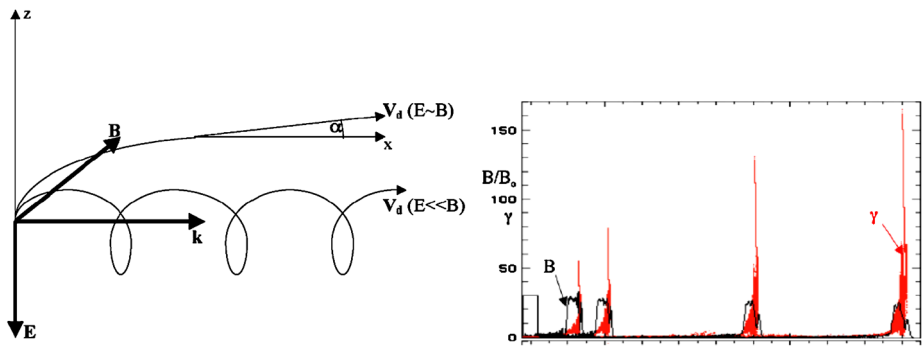 z
V_d (E~B)
B
α
x
V_d (E<<B)
k
E
150
B/B_o
100
γ
γ
B
50
0